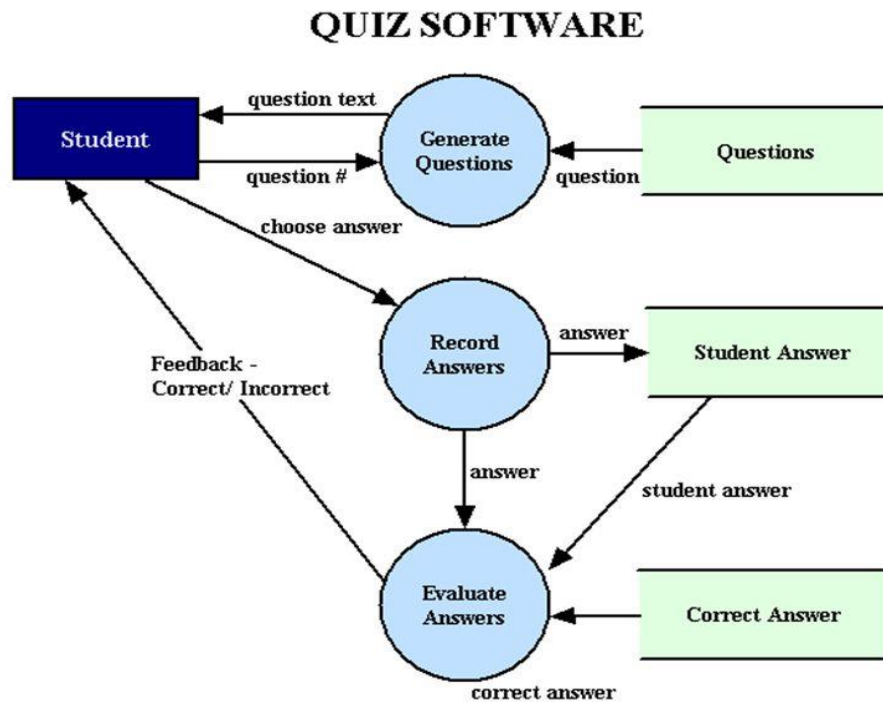 QUIZ SOFTWARE
question text
Student
Generate
Questions
Questions
question #
question
choose answer
Record
Answers
answer
Student Answer
Feedback -
Correct/ Incorrect
answer
student answer
Evaluate
Answers
Correct Answer
correct answer